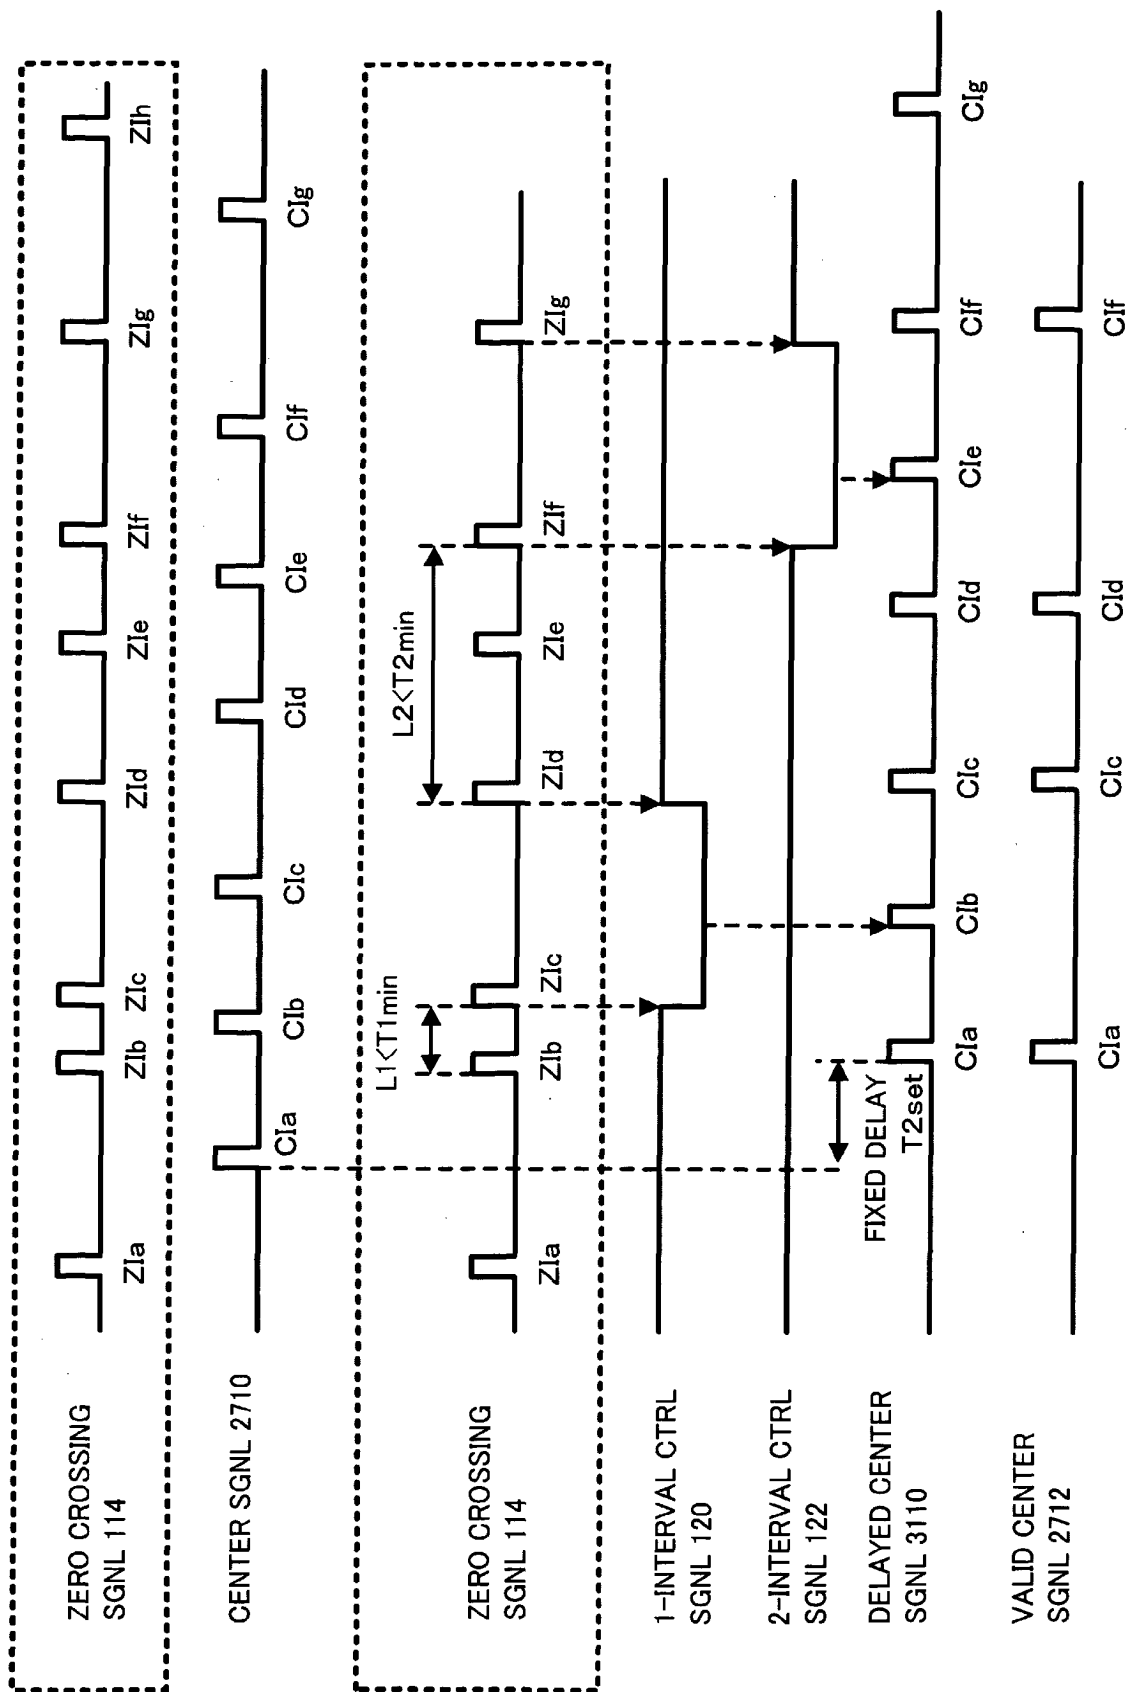 ZERO CROSSING
SGNL 114
ZIa
ZIb
ZIc
ZId
ZIe
ZIf
ZIg
ZIh
CENTER SGNL 2710
CIa
CIb
CIc
CId
CIe
CIf
CIg
L1<T1min
L2<T2min
ZERO CROSSING
SGNL 114
ZIa
ZIb
ZIc
ZId
ZIe
ZIf
ZIg
1-INTERVAL CTRL
SGNL 120
2-INTERVAL CTRL
SGNL 122
FIXED DELAY
T2set
DELAYED CENTER
SGNL 3110
CIa
CIb
CIc
CId
CIe
CIf
CIg
VALID CENTER
SGNL 2712
CIa
CIc
CId
CIf